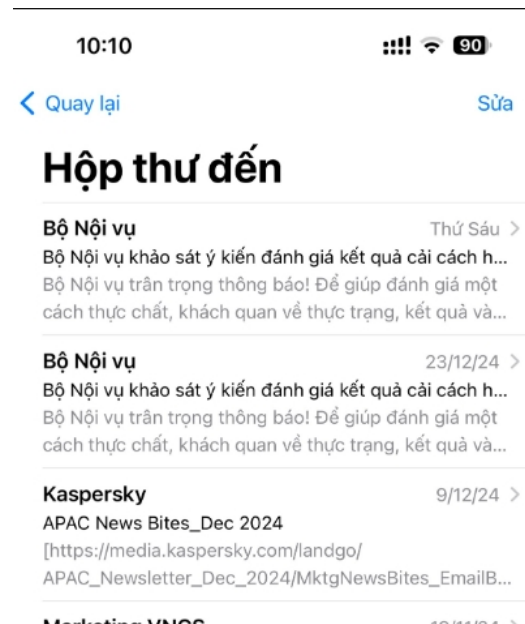 10:10
90
Quay lại
Sửa
Hộp thư đến
Bộ Nội vụ
Thứ Sáu
Bộ Nội vụ khảo sát ý kiến đánh giá kết quả cải cách h...
Bộ Nội vụ trân trọng thông báo! Để giúp đánh giá một
cách thực chất, khách quan về thực trạng, kết quả và...
Bộ Nội vụ
23/12/24
Bộ Nội vụ khảo sát ý kiến đánh giá kết quả cải cách h...
Bộ Nội vụ trân trọng thông báo! Để giúp đánh giá một
cách thực chất, khách quan về thực trạng, kết quả và...
Kaspersky
9/12/24
APAC News Bites_Dec 2024
[https://media.kaspersky.com/landgo/
APAC_Newsletter_Dec_2024/MktgNewsBites_EmailB...
Marketing